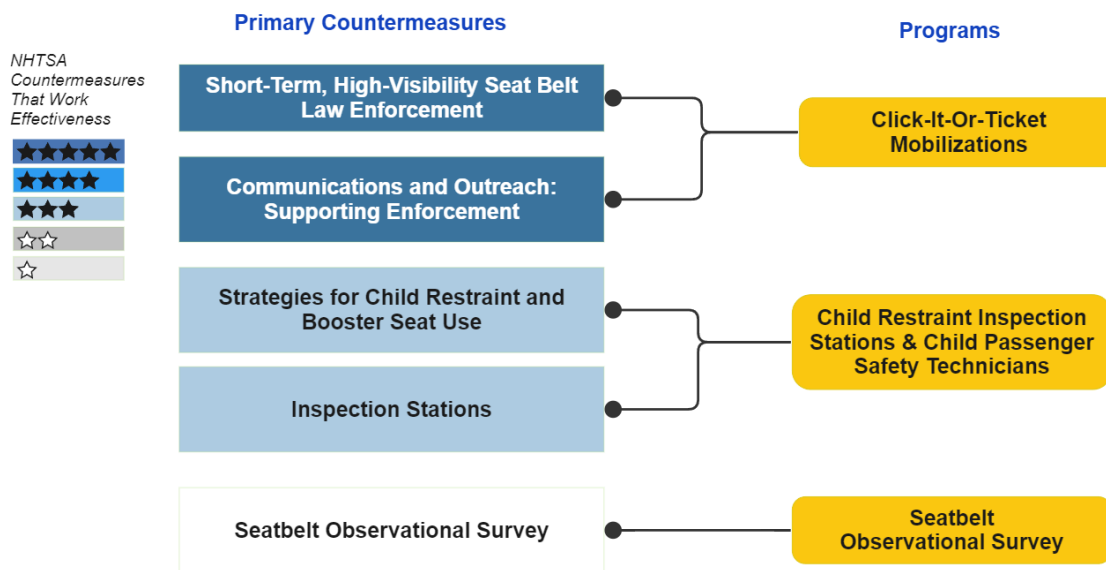 Primary Countermeasures
Programs
NHTSA
Countermeasures
That Work
Effectiveness
Short-Term, High-Visibility Seat Belt
Law Enforcement
Communications and Outreach:
Supporting Enforcement
Strategies for Child Restraint and
Booster Seat Use
Inspection Stations
Seatbelt Observational Survey
Click-It-Or-Ticket
Mobilizations
Child Restraint Inspection
Stations & Child Passenger
Safety Technicians
Seatbelt
Observational Survey